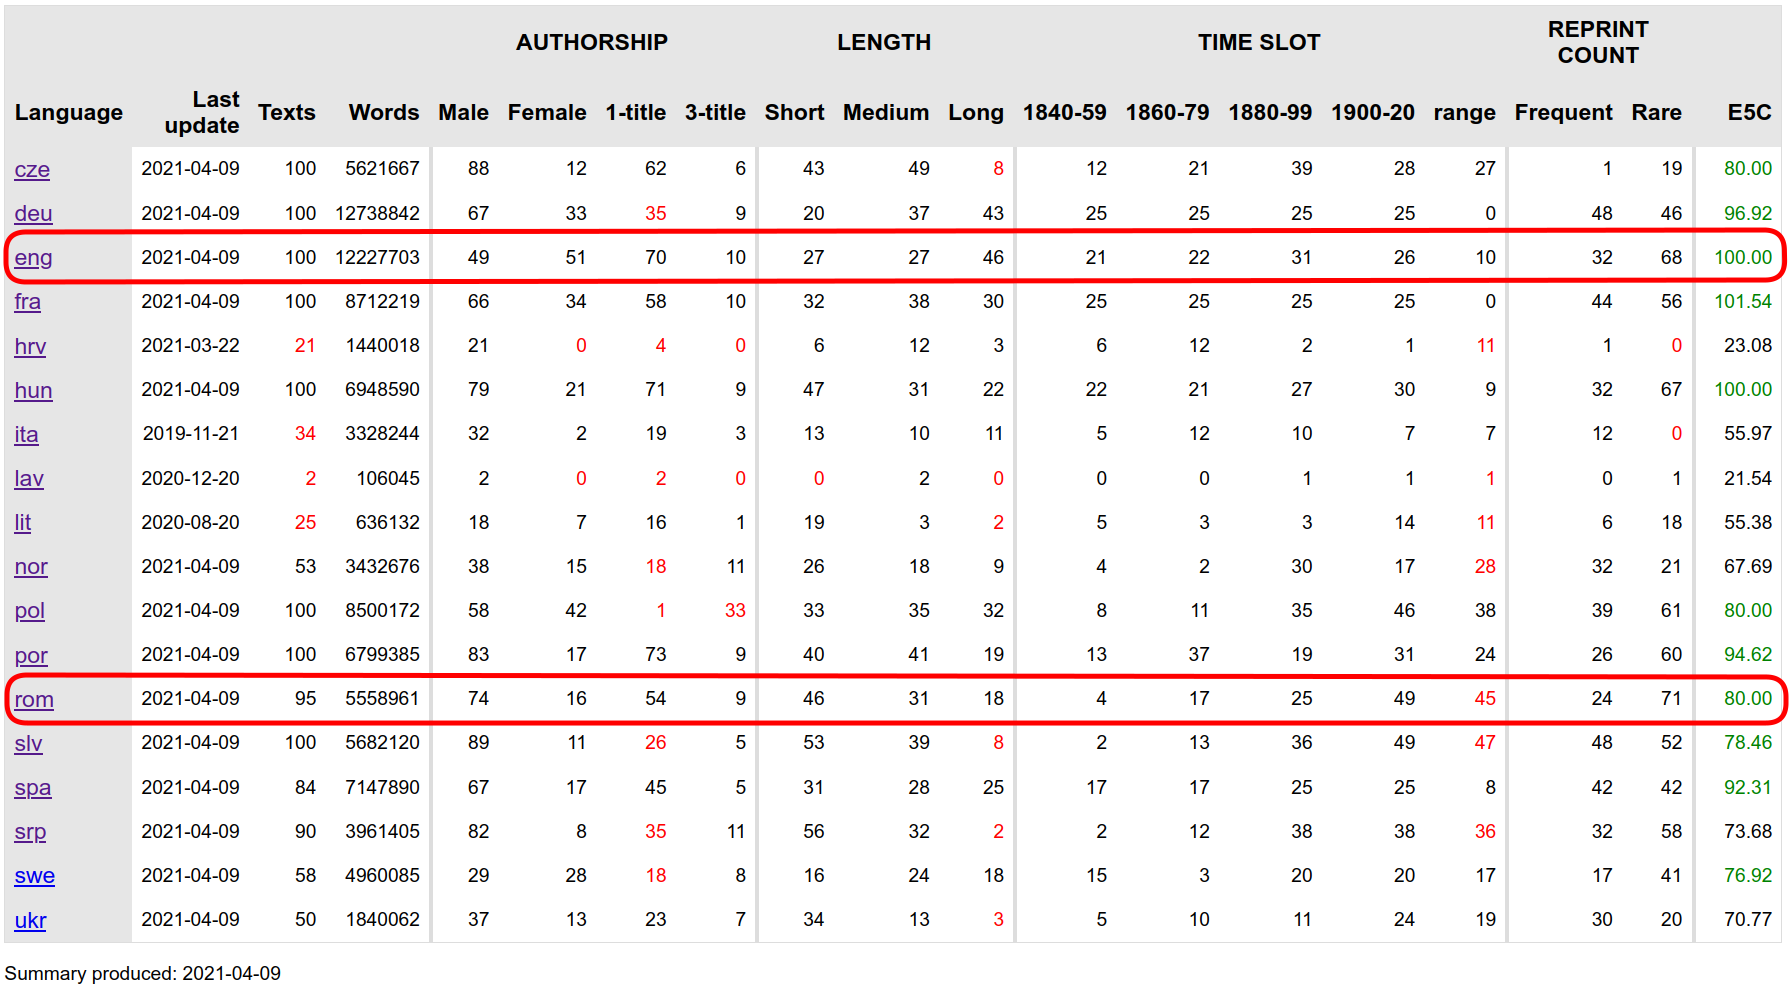 AUTHORSHIP LENGTH TIME SLOT REPRINT COUNT
Language Last update Texts Words Male Female 1-title 3-title Short Medium Long 1840-59 1860-79 1880-99 1900-20 range Frequent Rare E5C
cze 2021-04-09 100 5621667 88 12 62 6 43 49 8 12 21 39 28 27 1 19 80.00
deu 2021-04-09 100 12738842 67 33 35 9 20 37 43 25 25 25 25 0 48 46 96.92
eng 2021-04-09 100 12227703 49 51 70 10 27 27 46 21 22 31 26 10 32 68 100.00
fra 2021-04-09 100 8712219 66 34 58 10 32 38 30 25 25 25 25 0 44 56 101.54
hrv 2021-03-22 21 1440018 21 0 4 0 6 12 3 6 12 2 1 11 1 0 23.08
hun 2021-04-09 100 6948590 79 21 71 9 47 31 22 22 21 27 30 9 32 67 100.00
ita 2019-11-21 34 3328244 32 2 19 3 13 10 11 5 12 10 7 7 12 0 55.97
lav 2020-12-20 2 106045 2 0 2 0 0 2 0 0 0 1 1 1 0 1 21.54
lit 2020-08-20 25 636132 18 7 16 1 19 3 2 5 3 3 14 11 6 18 55.38
nor 2021-04-09 53 3432676 38 15 18 11 26 18 9 4 2 30 17 28 32 21 67.69
pol 2021-04-09 100 8500172 58 42 1 33 33 35 32 8 11 35 46 38 39 61 80.00
por 2021-04-09 100 6799385 83 17 73 9 40 41 19 13 37 19 31 24 26 60 94.62
rom 2021-04-09 95 5558961 74 16 54 9 46 31 18 4 17 25 49 45 24 71 80.00
slv 2021-04-09 100 5682120 89 11 26 5 53 39 8 2 13 36 49 47 48 52 78.46
spa 2021-04-09 84 7147890 67 17 45 5 31 28 25 17 17 25 25 8 42 42 92.31
srp 2021-04-09 90 3961405 82 8 35 11 56 32 2 2 12 38 38 36 32 58 73.68
swe 2021-04-09 58 4960085 29 28 18 8 16 24 18 15 3 20 20 17 17 41 76.92
ukr 2021-04-09 50 1840062 37 13 23 7 34 13 3 5 10 11 24 19 30 20 70.77
Summary produced: 2021-04-09